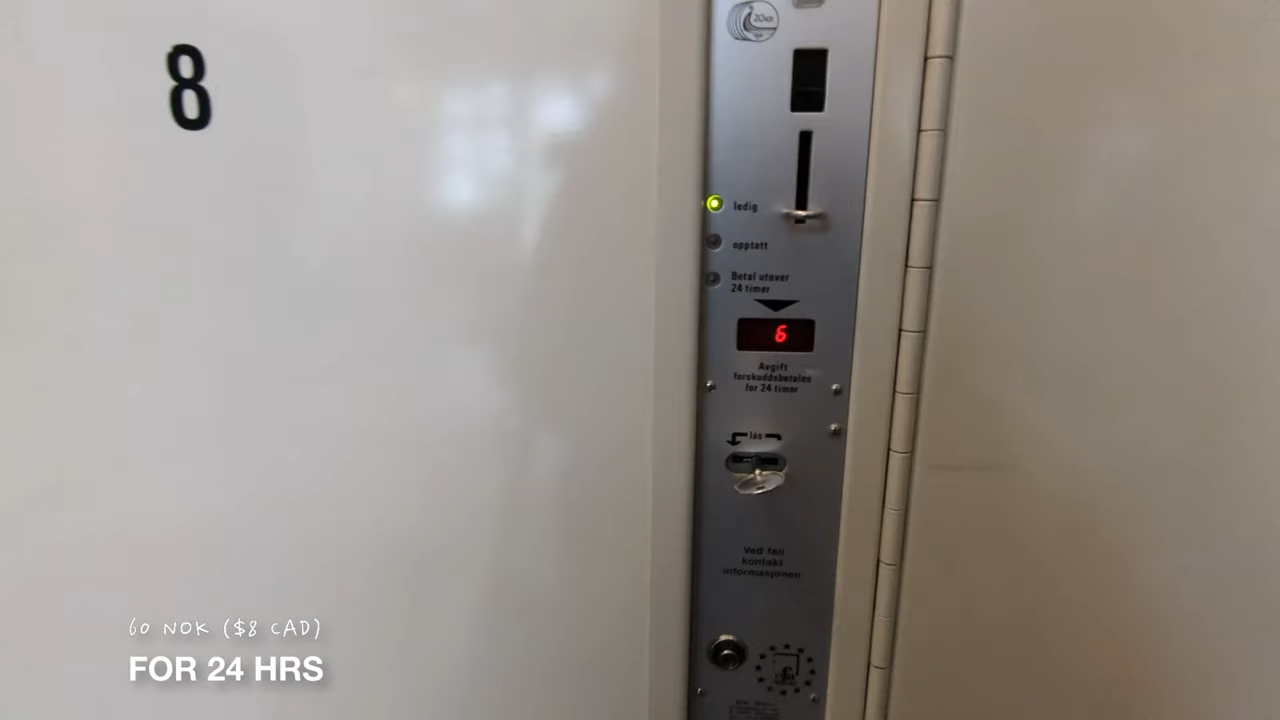 8
20KR
ledig
opptatt
Betal utover
24 timer
6
Avgift
forskuddsbetales
for 24 timer
lås
Ved feil
kontakt
informasjonen
60 NOK ($8 CAD)
FOR 24 HRS